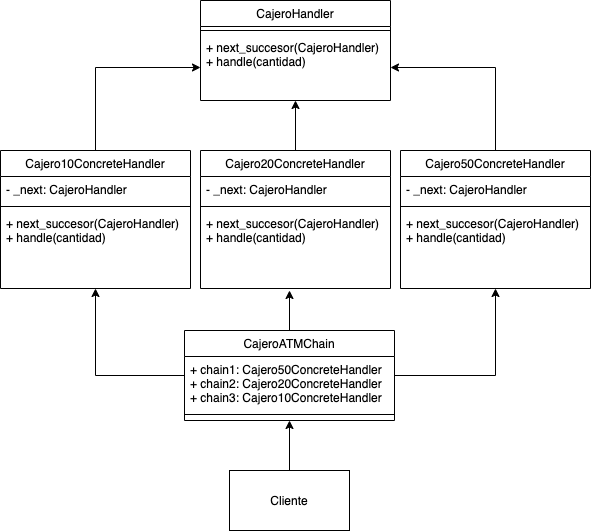 CajeroHandler
+ next_succesor(CajeroHandler)
+ handle(cantidad)
Cajero10ConcreteHandler
- _next: CajeroHandler
+ next_succesor(CajeroHandler)
+ handle(cantidad)
Cajero20ConcreteHandler
- _next: CajeroHandler
+ next_succesor(CajeroHandler)
+ handle(cantidad)
Cajero50ConcreteHandler
- _next: CajeroHandler
+ next_succesor(CajeroHandler)
+ handle(cantidad)
CajeroATMChain
+ chain1: Cajero50ConcreteHandler
+ chain2: Cajero20ConcreteHandler
+ chain3: Cajero10ConcreteHandler
Cliente